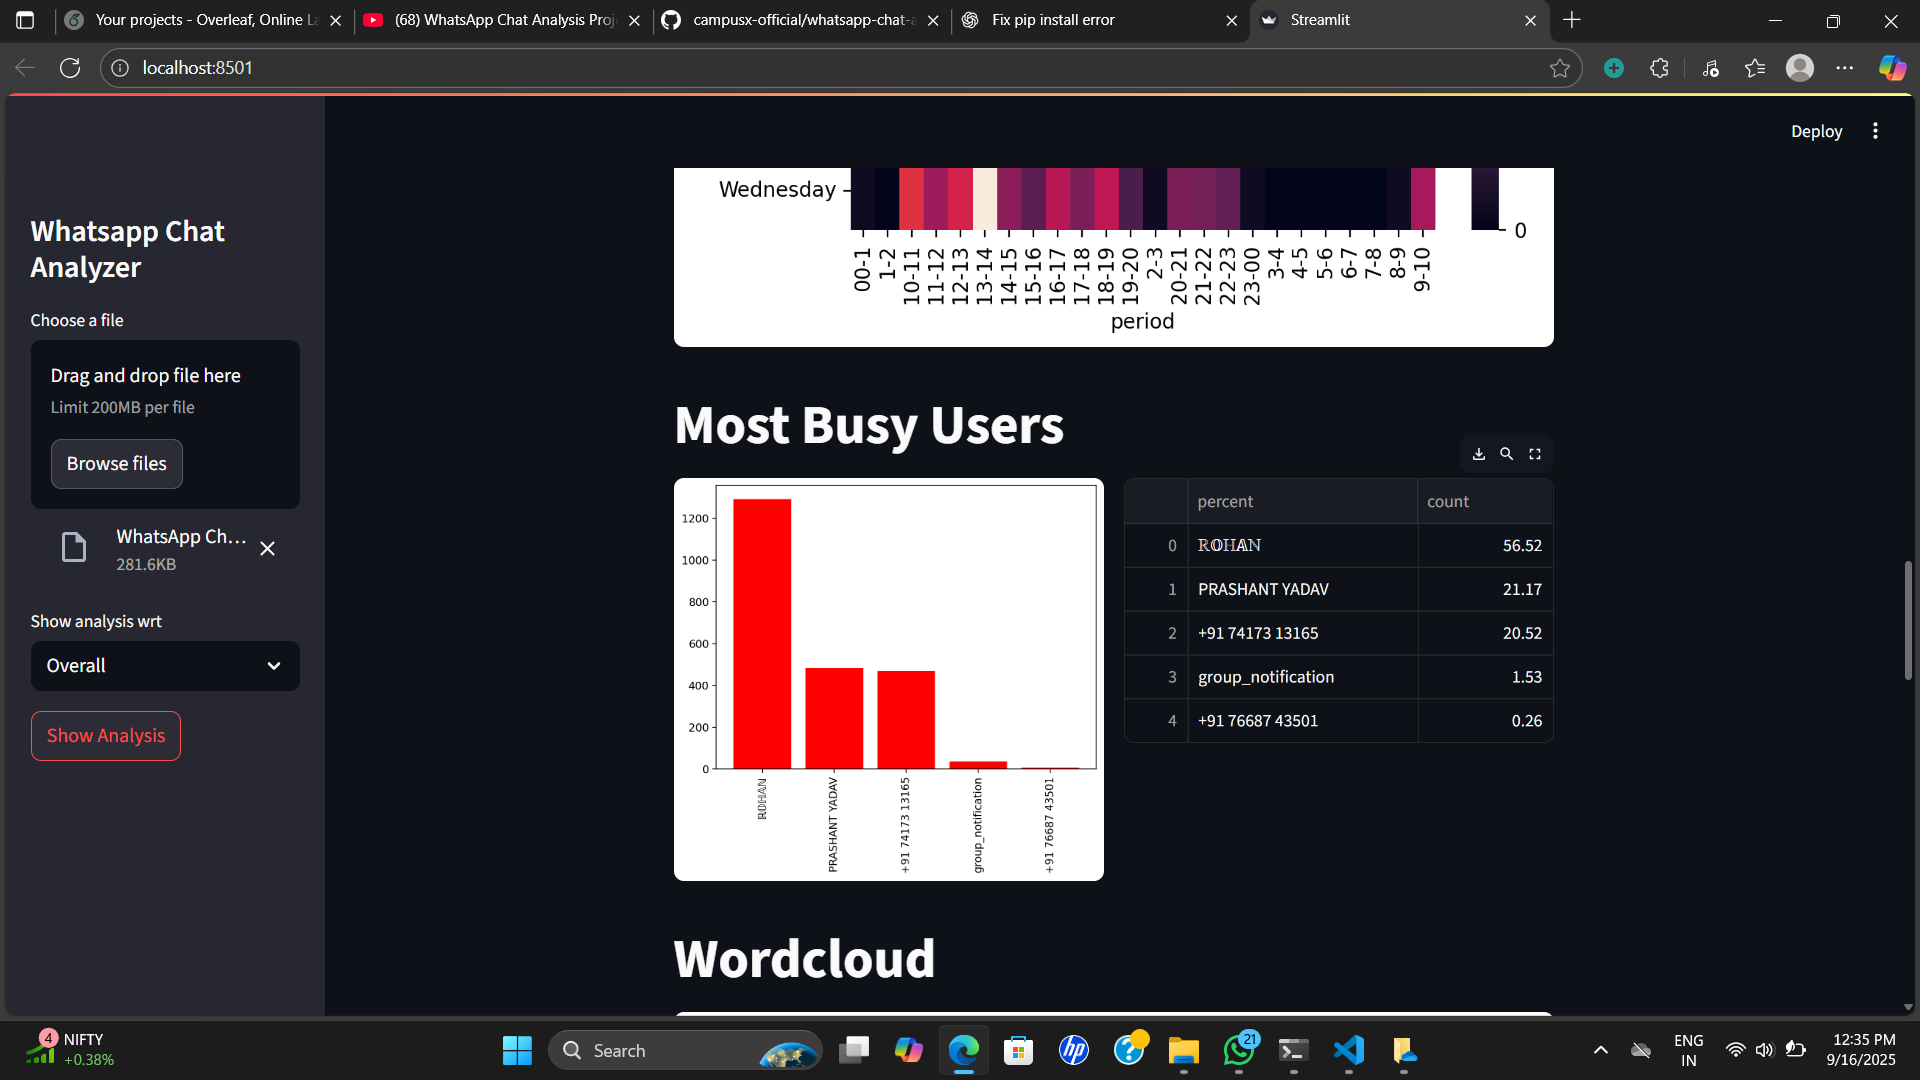 Your projects - Overleaf, Online La
(68) WhatsApp Chat Analysis Proj
campusx-official/whatsapp-chat-a
Fix pip install error
Streamlit
localhost:8501
Deploy
Whatsapp Chat
Analyzer
Choose a file
Drag and drop file here
Limit 200MB per file
Browse files
WhatsApp Ch...
281.6KB
Show analysis wrt
Overall
Show Analysis
Wednesday
0
00-1
1-2
10-11
11-12
12-13
13-14
14-15
15-16
16-17
17-18
18-19
19-20
2-3
20-21
21-22
22-23
23-00
3-4
4-5
5-6
6-7
7-8
8-9
9-10
period
Most Busy Users
1200
1000
800
600
400
200
0
ℝ𝕆ℍ𝔸ℕ
PRASHANT YADAV
+91 74173 13165
group_notification
+91 76687 43501
percent count
0 ℝ𝕆ℍ𝔸ℕ 56.52
1 PRASHANT YADAV 21.17
2 +91 74173 13165 20.52
3 group_notification 1.53
4 +91 76687 43501 0.26
Wordcloud
4
NIFTY
+0.38%
Search
hp
21
ENG
IN
12:35 PM
9/16/2025